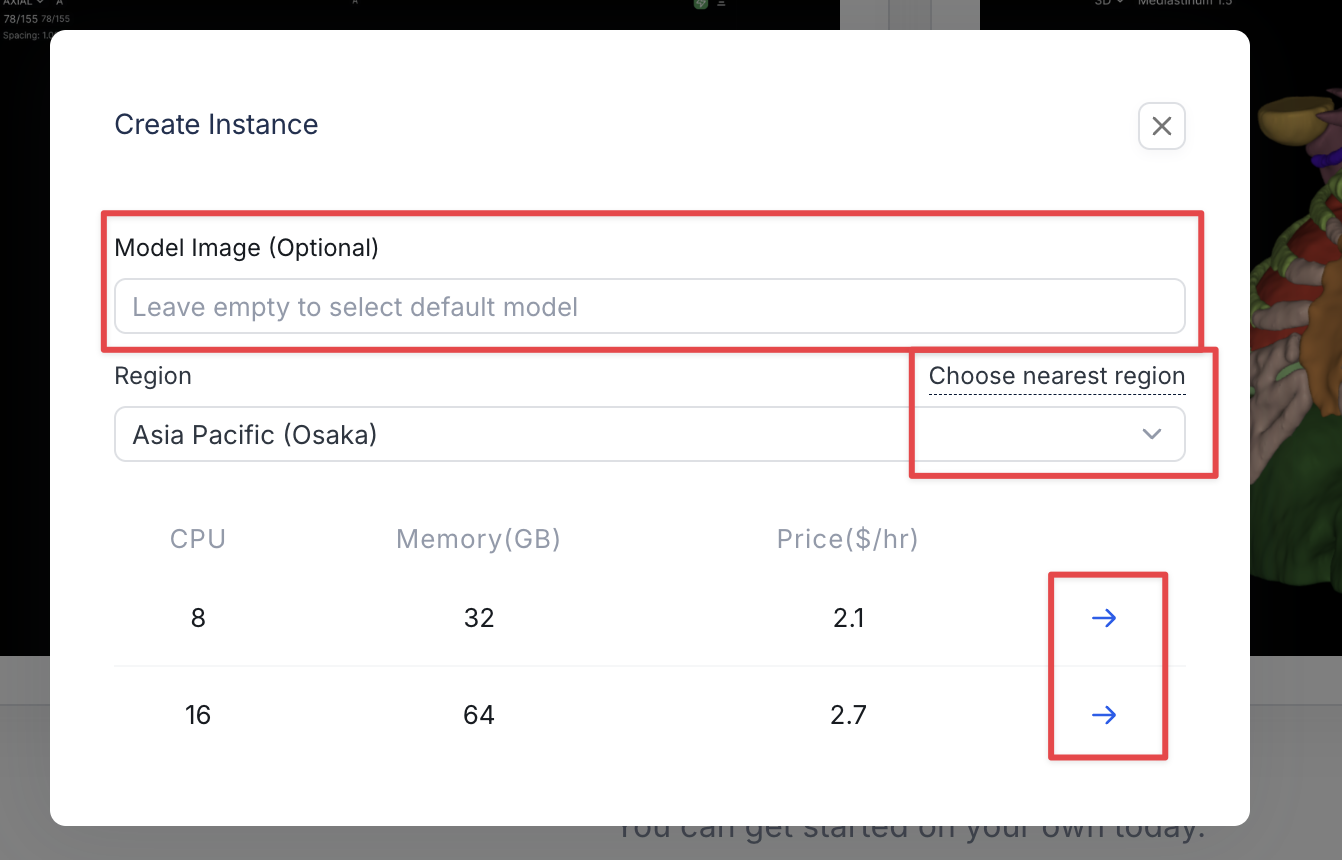 AXIAL A A
78/155 78/155
3D Mediastinum 1.5
Spacing: 1.0
Create Instance
Model Image (Optional)
Leave empty to select default model
Region Choose nearest region
Asia Pacific (Osaka)
CPU Memory(GB) Price($/hr)
8 32 2.1
16 64 2.7
You can get started on your own today.